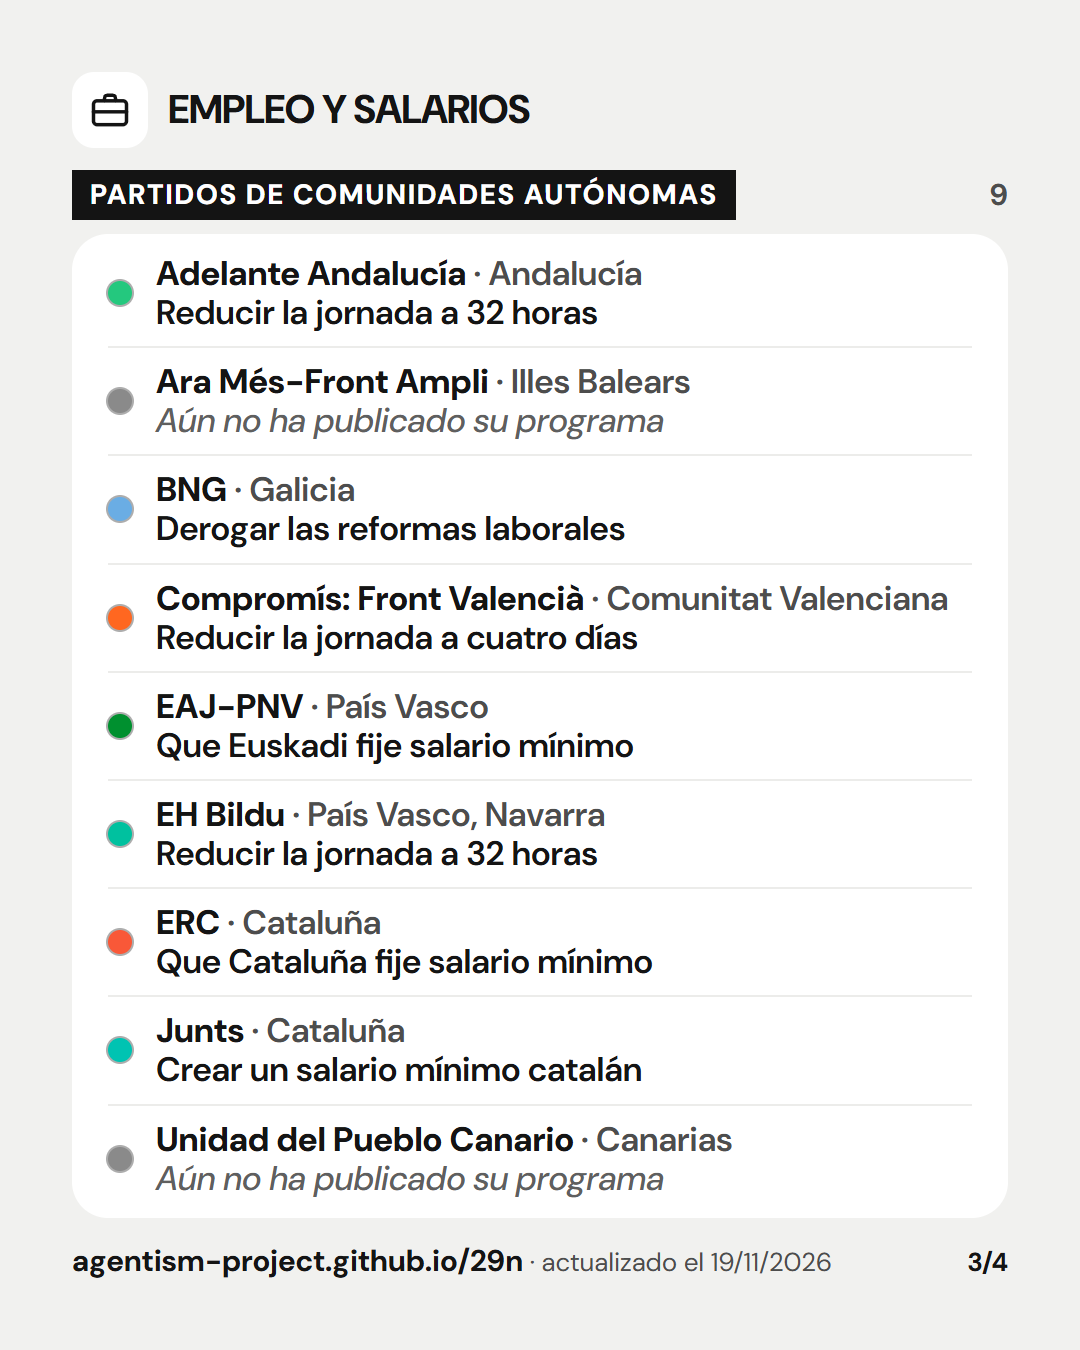 EMPLEO Y SALARIOS
PARTIDOS DE COMUNIDADES AUTÓNOMAS 9
Adelante Andalucía · Andalucía
Reducir la jornada a 32 horas
Ara Més-Front Ampli · Illes Balears
Aún no ha publicado su programa
BNG · Galicia
Derogar las reformas laborales
Compromís: Front Valencià · Comunitat Valenciana
Reducir la jornada a cuatro días
EAJ-PNV · País Vasco
Que Euskadi fije salario mínimo
EH Bildu · País Vasco, Navarra
Reducir la jornada a 32 horas
ERC · Cataluña
Que Cataluña fije salario mínimo
Junts · Cataluña
Crear un salario mínimo catalán
Unidad del Pueblo Canario · Canarias
Aún no ha publicado su programa
agentism-project.github.io/29n · actualizado el 19/11/2026 3/4